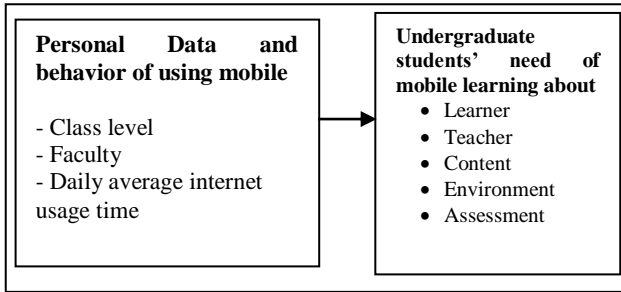 Personal Data and
behavior of using mobile
- Class level
- Faculty
- Daily average internet
usage time
Undergraduate
students’ need of
mobile learning about
• Learner
• Teacher
• Content
• Environment
• Assessment